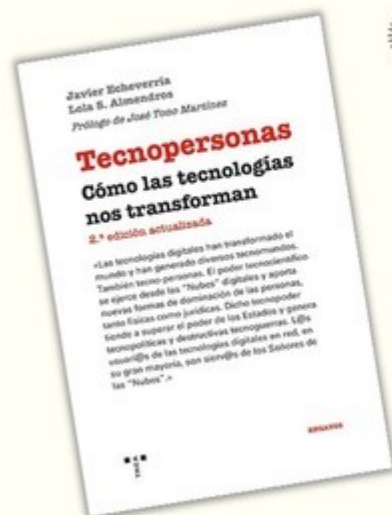 Javier Echeverría
Lola S. Almendros
Prólogo de José Tono Martínez
Tecnopersonas
Cómo las tecnologías
nos transforman
2.ª edición actualizada
«Las tecnologías digitales han transformado el
mundo y han generado diversos tecnomundos.
También tecno-personas. El poder tecnocientífico
se ejerce desde las "Nubes" digitales y aporta
nuevas formas de dominación de las personas,
tanto físicas como jurídicas. Dicho tecnopoder
tiende a superar el poder de los Estados y genera
tecnopolíticas y destructivas tecnoguerras. L@s
usuari@s de las tecnologías digitales en red, en
su gran mayoría, son sierv@s de los Señores de
las "Nubes".»
ENSAYOS
TREA